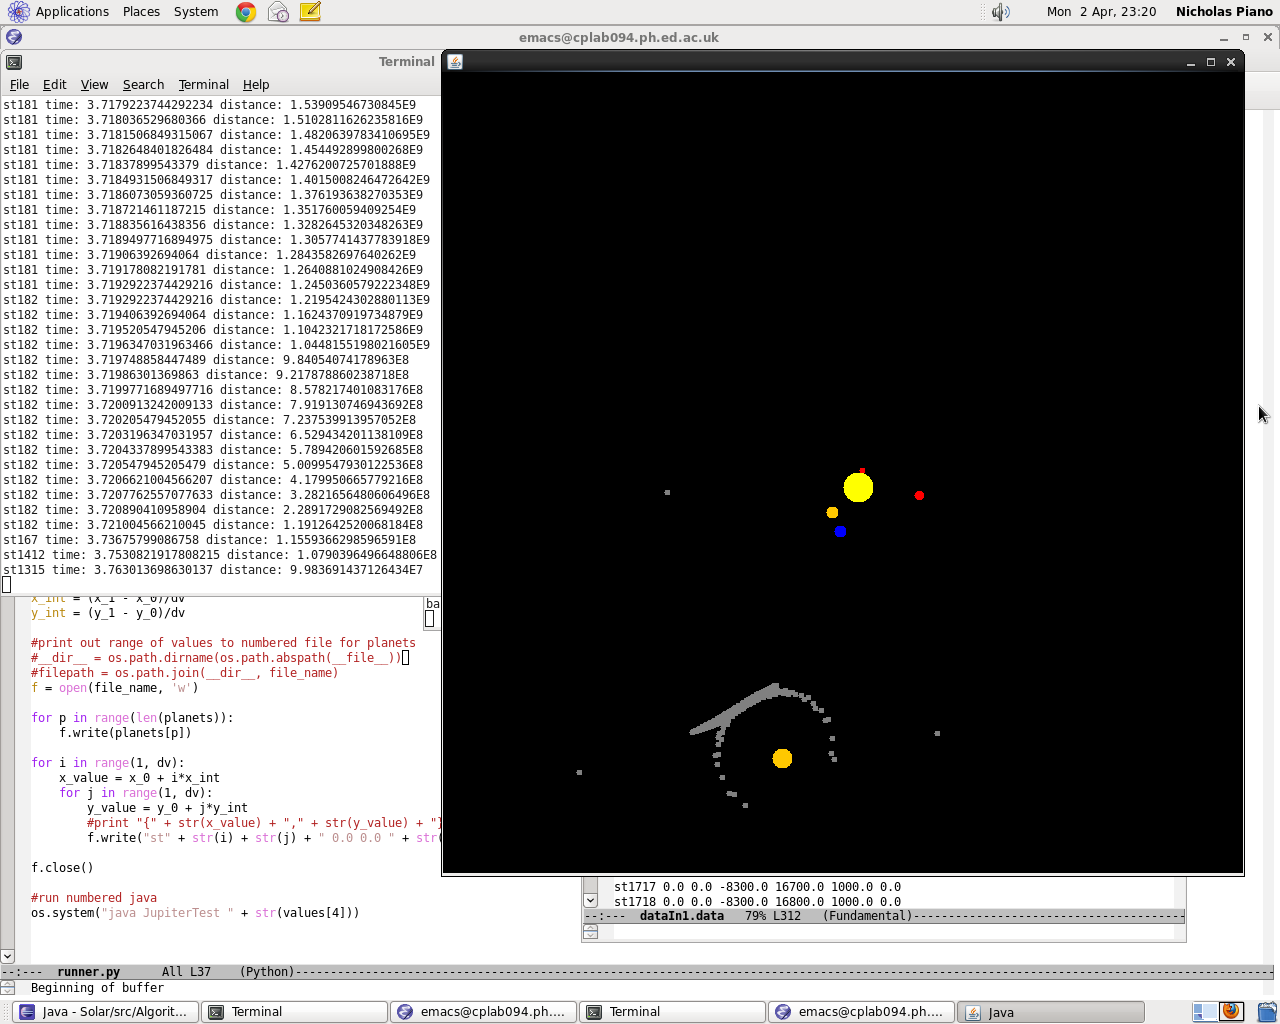 Applications Places System Mon 2 Apr, 23:20 Nicholas Piano
emacs@cplab094.ph.ed.ac.uk
Terminal
File Edit View Search Terminal Help
st181 time: 3.7179223744292234 distance: 1.53909546730845E9
st181 time: 3.718036529680366 distance: 1.5102811626235816E9
st181 time: 3.7181506849315067 distance: 1.4820639783410695E9
st181 time: 3.7182648401826484 distance: 1.454492899800268E9
st181 time: 3.71837899543379 distance: 1.4276200725701888E9
st181 time: 3.7184931506849317 distance: 1.4015008246472642E9
st181 time: 3.7186073059360725 distance: 1.376193638270353E9
st181 time: 3.718721461187215 distance: 1.351760059409254E9
st181 time: 3.718835616438356 distance: 1.3282645320348263E9
st181 time: 3.7189497716894975 distance: 1.3057741437783918E9
st181 time: 3.71906392694064 distance: 1.2843582697640262E9
st181 time: 3.719178082191781 distance: 1.2640881024908426E9
st181 time: 3.7192922374429216 distance: 1.2450360579222348E9
st182 time: 3.7192922374429216 distance: 1.2195424302880113E9
st182 time: 3.719406392694064 distance: 1.1624370919734879E9
st182 time: 3.719520547945206 distance: 1.1042321718172586E9
st182 time: 3.7196347031963466 distance: 1.0448155198021605E9
st182 time: 3.719748858447489 distance: 9.84054074178963E8
st182 time: 3.71986301369863 distance: 9.217878860238718E8
st182 time: 3.7199771689497716 distance: 8.578217401083176E8
st182 time: 3.7200913242009133 distance: 7.919130746943692E8
st182 time: 3.720205479452055 distance: 7.237539913957052E8
st182 time: 3.7203196347031957 distance: 6.529434201138109E8
st182 time: 3.7204337899543383 distance: 5.789420601592685E8
st182 time: 3.720547945205479 distance: 5.0099547930122536E8
st182 time: 3.7206621004566207 distance: 4.179950665779216E8
st182 time: 3.7207762557077633 distance: 3.2821656480606496E8
st182 time: 3.720890410958904 distance: 2.2891729082569492E8
st182 time: 3.721004566210045 distance: 1.1912642520068184E8
st167 time: 3.73675799086758 distance: 1.1559366298596591E8
st1412 time: 3.7530821917808215 distance: 1.0790396496648806E8
st1315 time: 3.763013698630137 distance: 9.983691437126434E7
x_int = (x_1 - x_0)/dv
y_int = (y_1 - y_0)/dv
ba
#print out range of values to numbered file for planets
#__dir__ = os.path.dirname(os.path.abspath(__file__))
#filepath = os.path.join(__dir__, file_name)
f = open(file_name, 'w')
for p in range(len(planets)):
f.write(planets[p])
for i in range(1, dv):
x_value = x_0 + i*x_int
for j in range(1, dv):
y_value = y_0 + j*y_int
#print "{" + str(x_value) + "," + str(y_value) + "}
f.write("st" + str(i) + str(j) + " 0.0 0.0 " + str(
f.close()
#run numbered java
os.system("java JupiterTest " + str(values[4]))
st1717 0.0 0.0 -8300.0 16700.0 1000.0 0.0
st1718 0.0 0.0 -8300.0 16800.0 1000.0 0.0
--:--- dataIn1.data 79% L312 (Fundamental)----------------------------------------
--:--- runner.py All L37 (Python)----------------------------------------
Beginning of buffer
Java - Solar/src/Algorit... Terminal emacs@cplab094.ph.... Terminal emacs@cplab094.ph.... Java